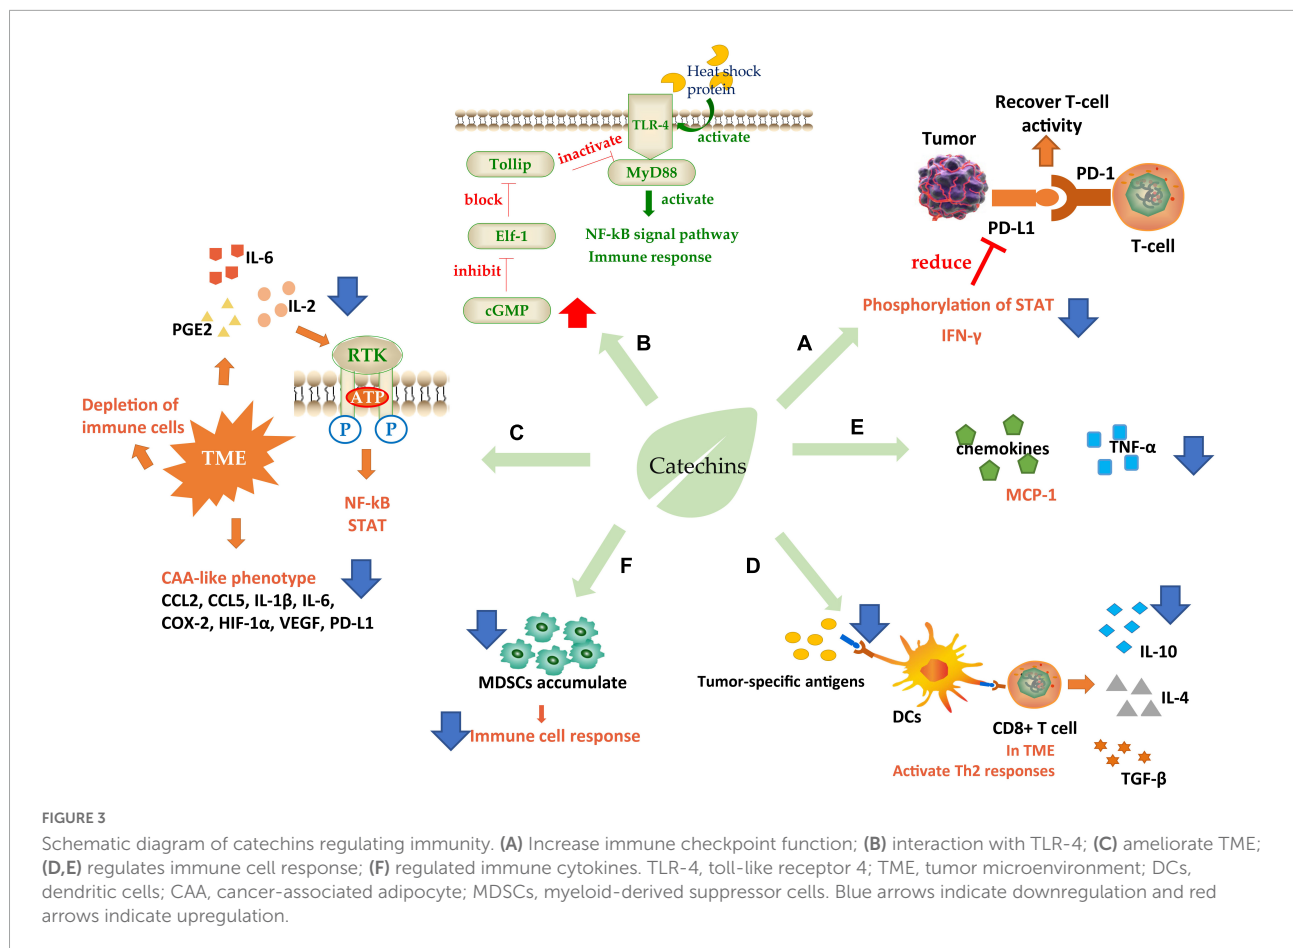 Heat shock
protein
TLR-4
activate
inactivate
Tollip
MyD88
block
activate
Elf-1
NF-kB signal pathway
Immune response
inhibit
cGMP
B
Recover T-cell
activity
Tumor
PD-1
PD-L1
T-cell
reduce
Phosphorylation of STAT
IFN-γ
A
IL-6
IL-2
PGE2
RTK
ATP
P
P
Depletion of
immune cells
TME
NF-kB
STAT
CAA-like phenotype
CCL2, CCL5, IL-1β, IL-6,
COX-2, HIF-1α, VEGF, PD-L1
C
Catechins
E
chemokines
TNF-α
MCP-1
F
MDSCs accumulate
Immune cell response
D
Tumor-specific antigens
DCs
CD8+ T cell
In TME
Activate Th2 responses
IL-10
IL-4
TGF-β
FIGURE 3
Schematic diagram of catechins regulating immunity. (A) Increase immune checkpoint function; (B) interaction with TLR-4; (C) ameliorate TME;
(D,E) regulates immune cell response; (F) regulated immune cytokines. TLR-4, toll-like receptor 4; TME, tumor microenvironment; DCs,
dendritic cells; CAA, cancer-associated adipocyte; MDSCs, myeloid-derived suppressor cells. Blue arrows indicate downregulation and red
arrows indicate upregulation.